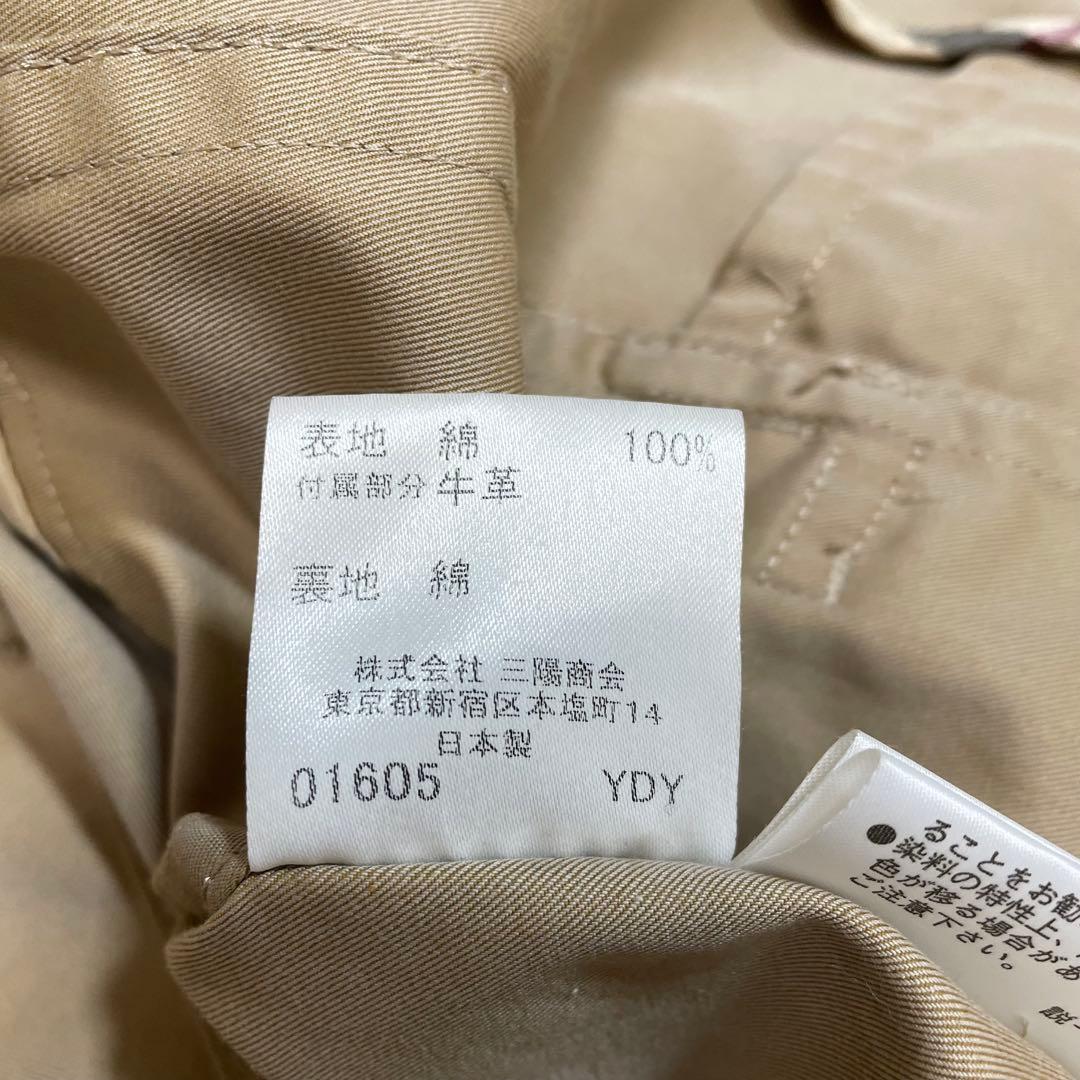 表地 綿 100%
付属部分 牛革
裏地 綿
株式会社 三陽商会
東京都新宿区本塩町14
日本製
01605 YDY
ることをお勧
●染料の特性上、
色が移る場合があ
ご注意下さい。
説